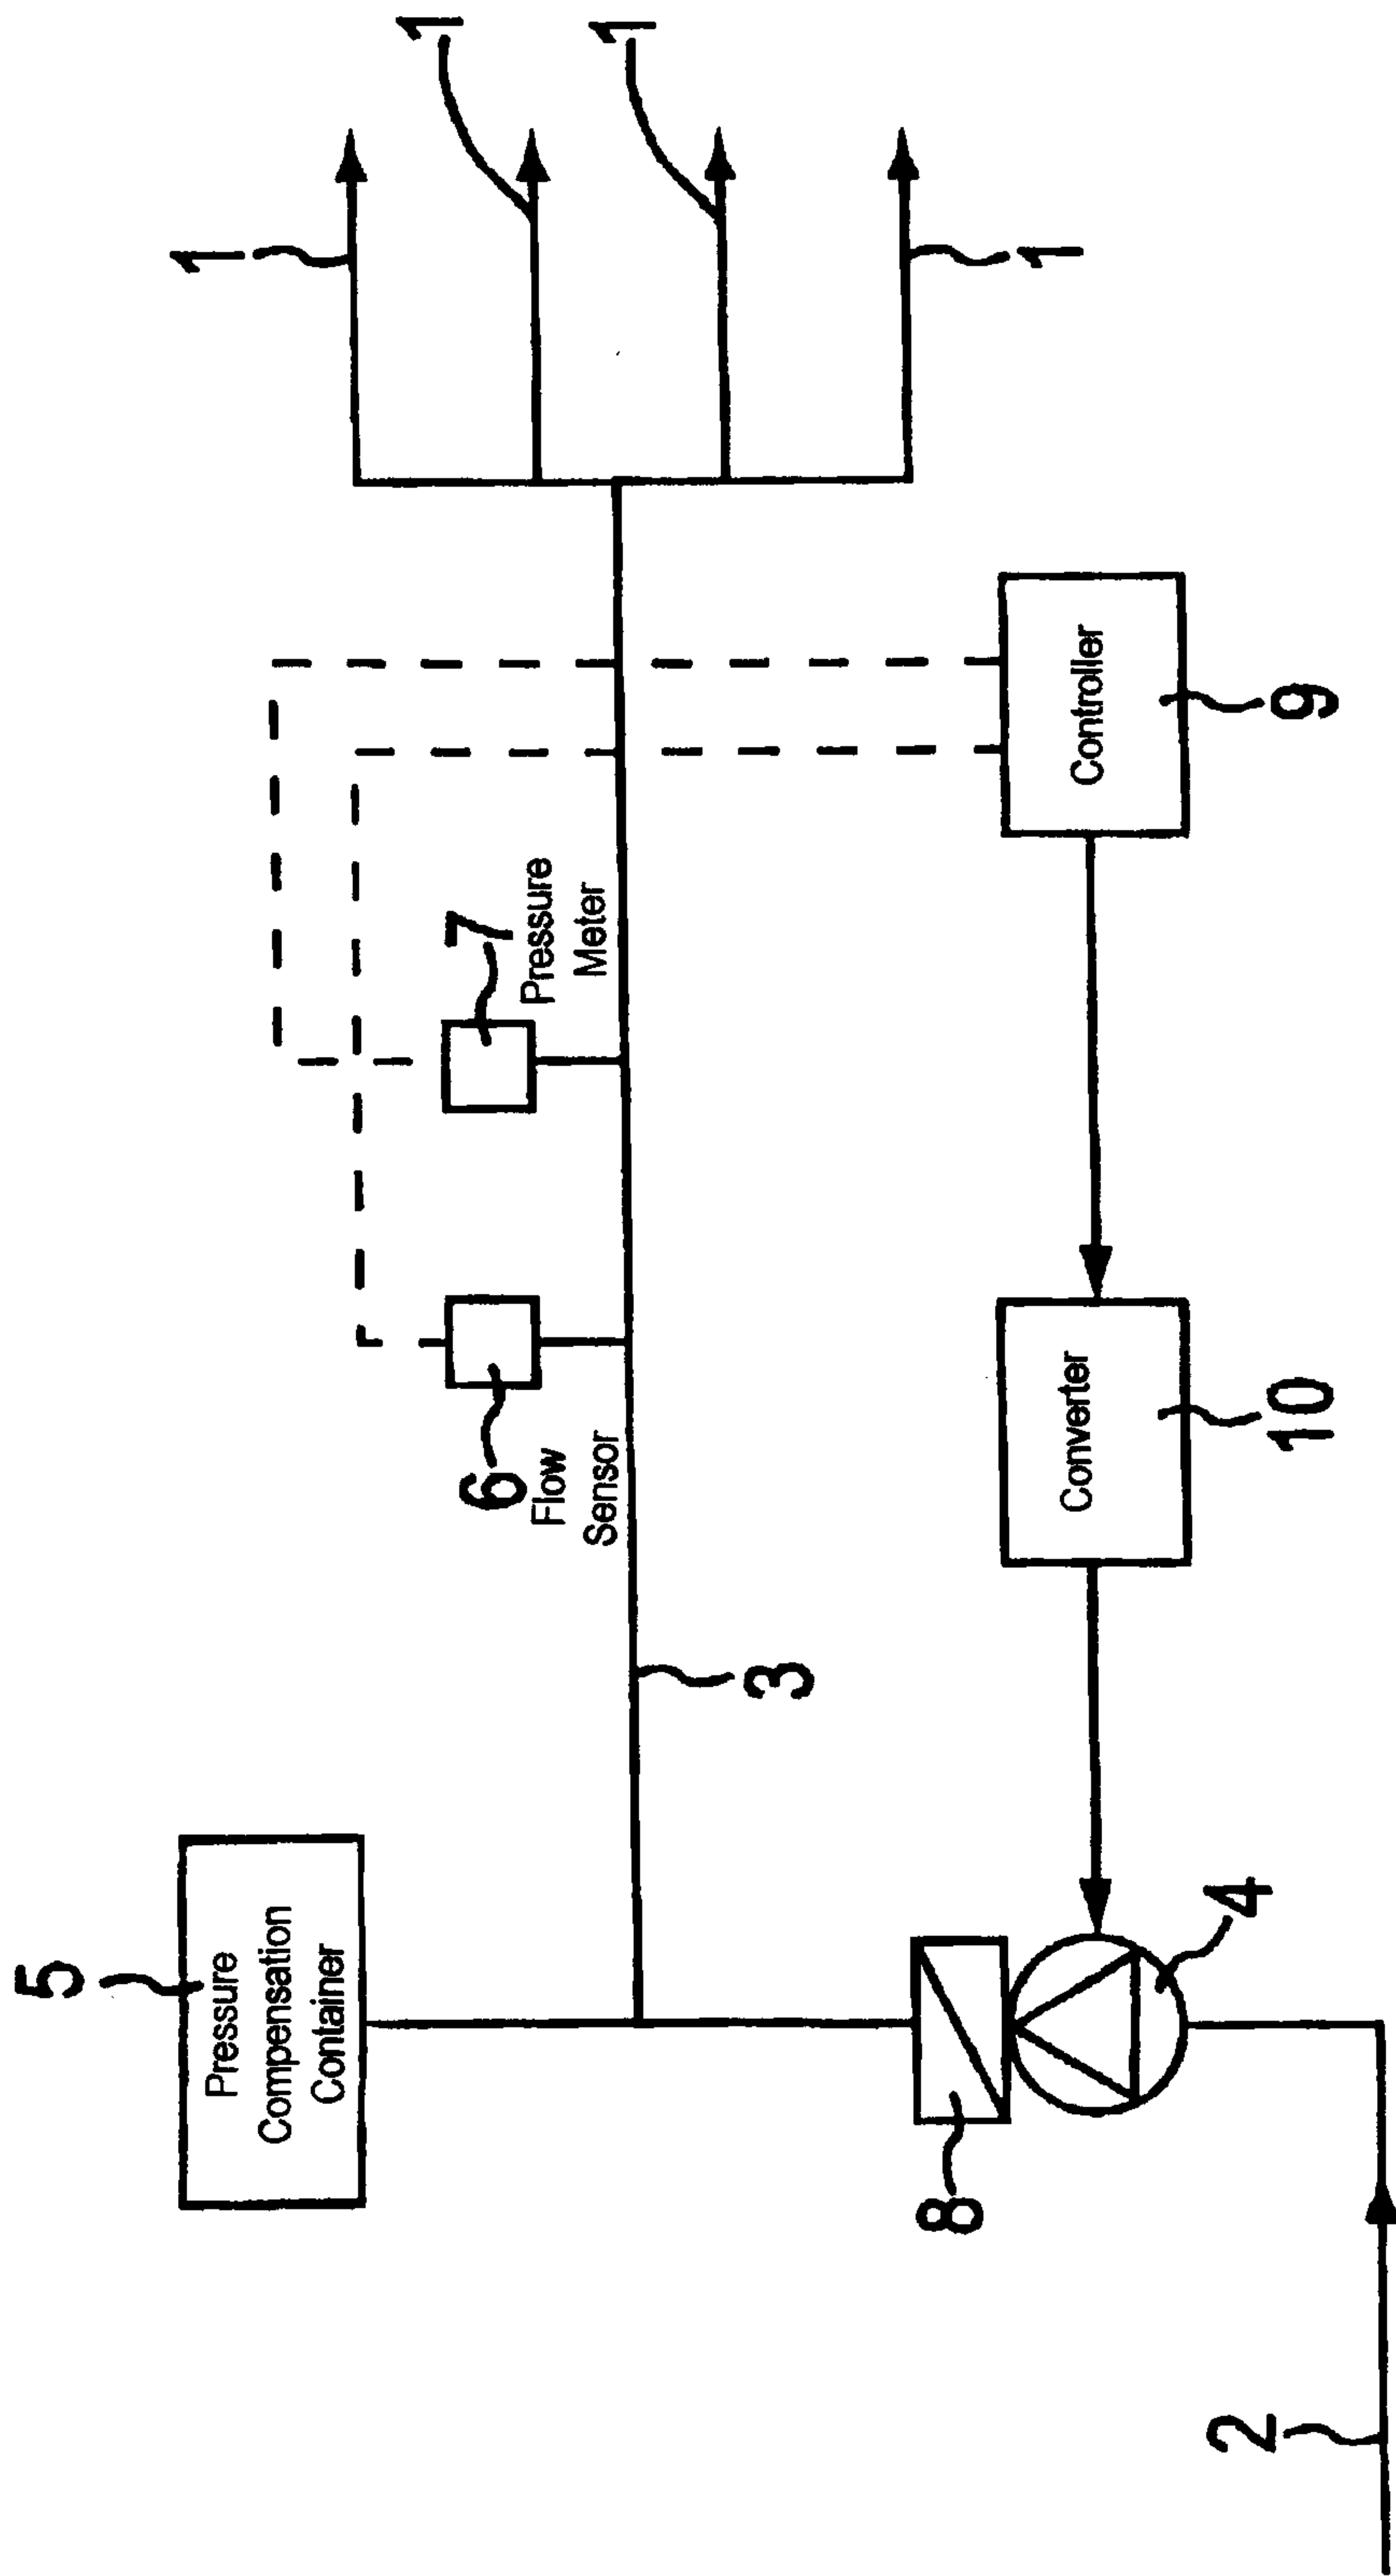 5
Pressure
Compensation
Container
1
1
6
Flow
Sensor
7
Pressure
Meter
1
3
1
8
4
Converter
10
Controller
9
2